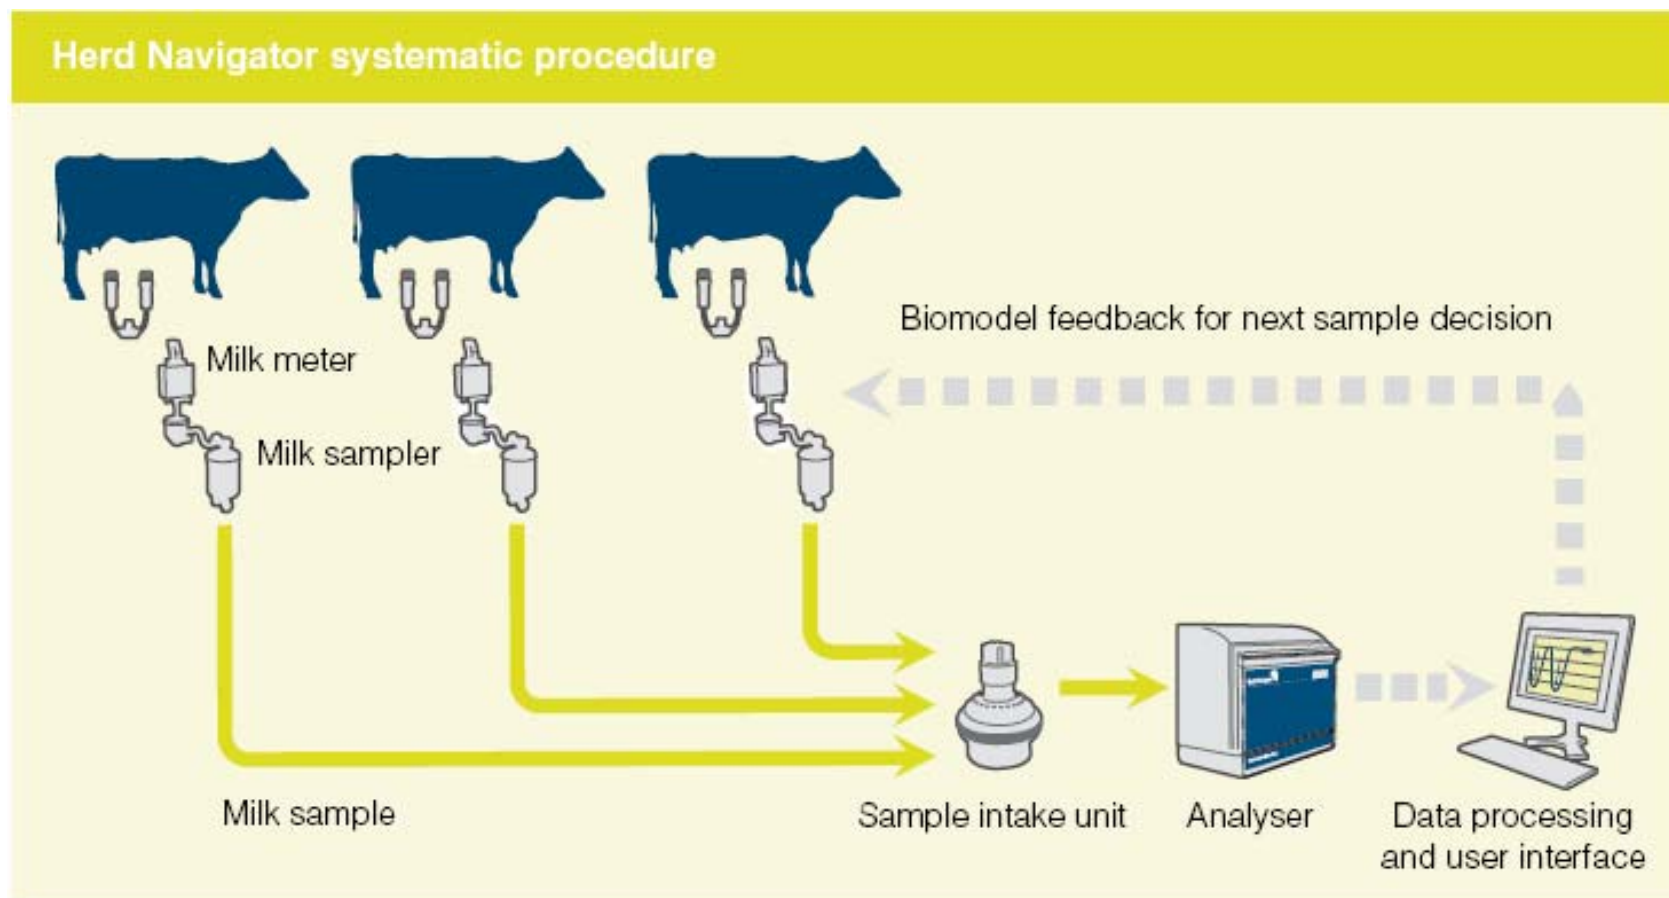 Herd Navigator systematic procedure
Biomodel feedback for next sample decision
Milk meter
Milk sampler
Milk sample
Sample intake unit
Analyser
Data processing
and user interface